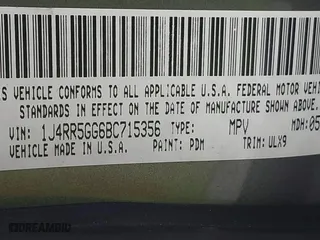 S VEHICLE CONFORMS TO ALL APPLICABLE U.S.A. FEDERAL MOTOR VEHI
STANDARDS IN EFFECT ON THE DATE OF MANUFACTURE SHOWN ABOVE.
VIN: 1J4RR5GG6BC715356 TYPE: MPV MDH: 05
VEHICLE MADE IN U.S.A. PAINT: PDM TRIM: ULX9